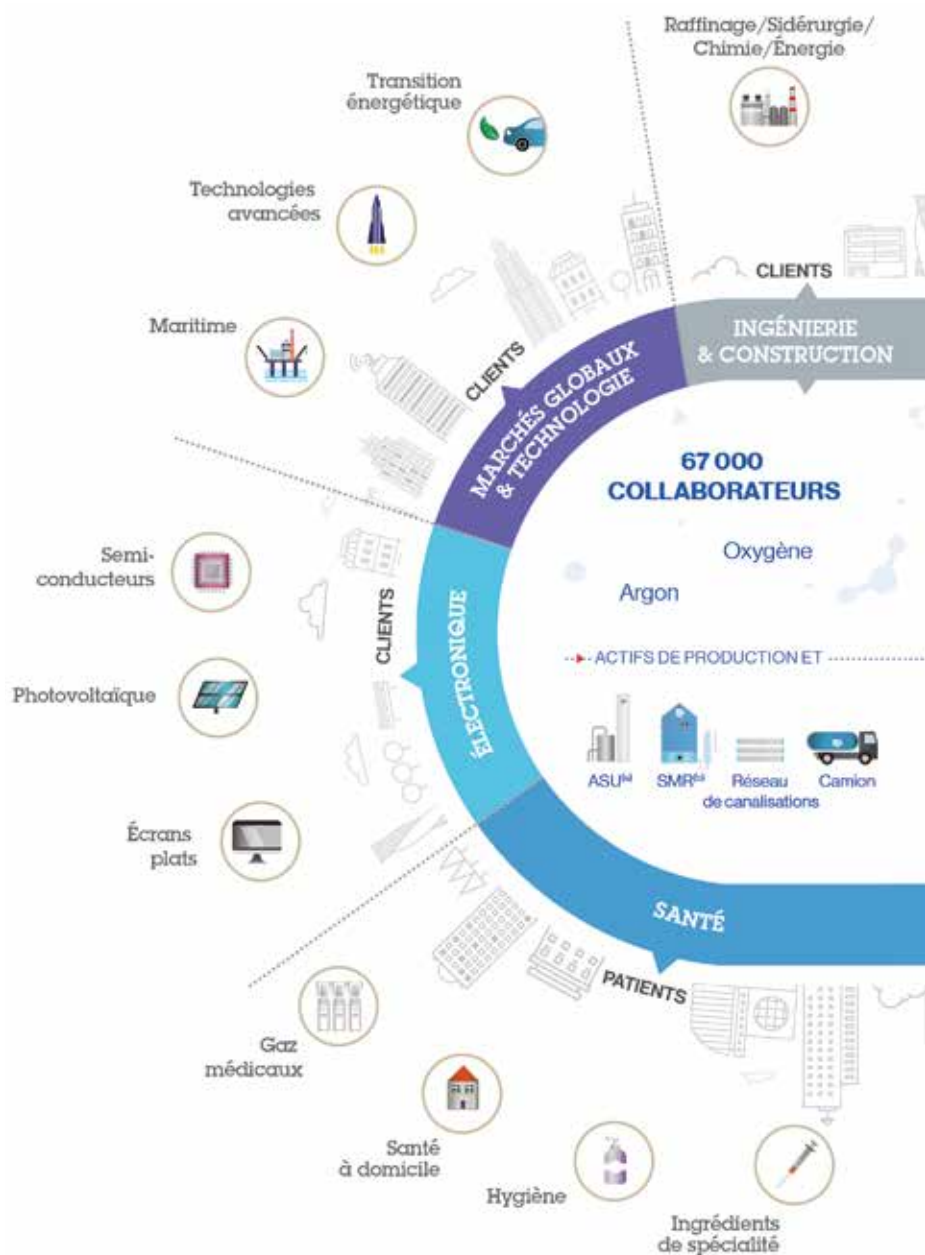 Raffinage/Sidérurgie/
Chimie/Énergie
Transition
énergétique
Technologies
avancées
Maritime
CLIENTS
INGÉNIERIE
& CONSTRUCTION
CLIENTS
MARCHÉS GLOBAUX
& TECHNOLOGIE
67 000
COLLABORATEURS
Oxygène
Argon
Semi-
conducteurs
Photovoltaïque
Écrans
plats
CLIENTS
ÉLECTRONIQUE
ACTIFS DE PRODUCTION ET
ASU
SMR
Réseau
de canalisations
Camion
SANTÉ
PATIENTS
Gaz
médicaux
Santé
à domicile
Hygiène
Ingrédients
de spécialité